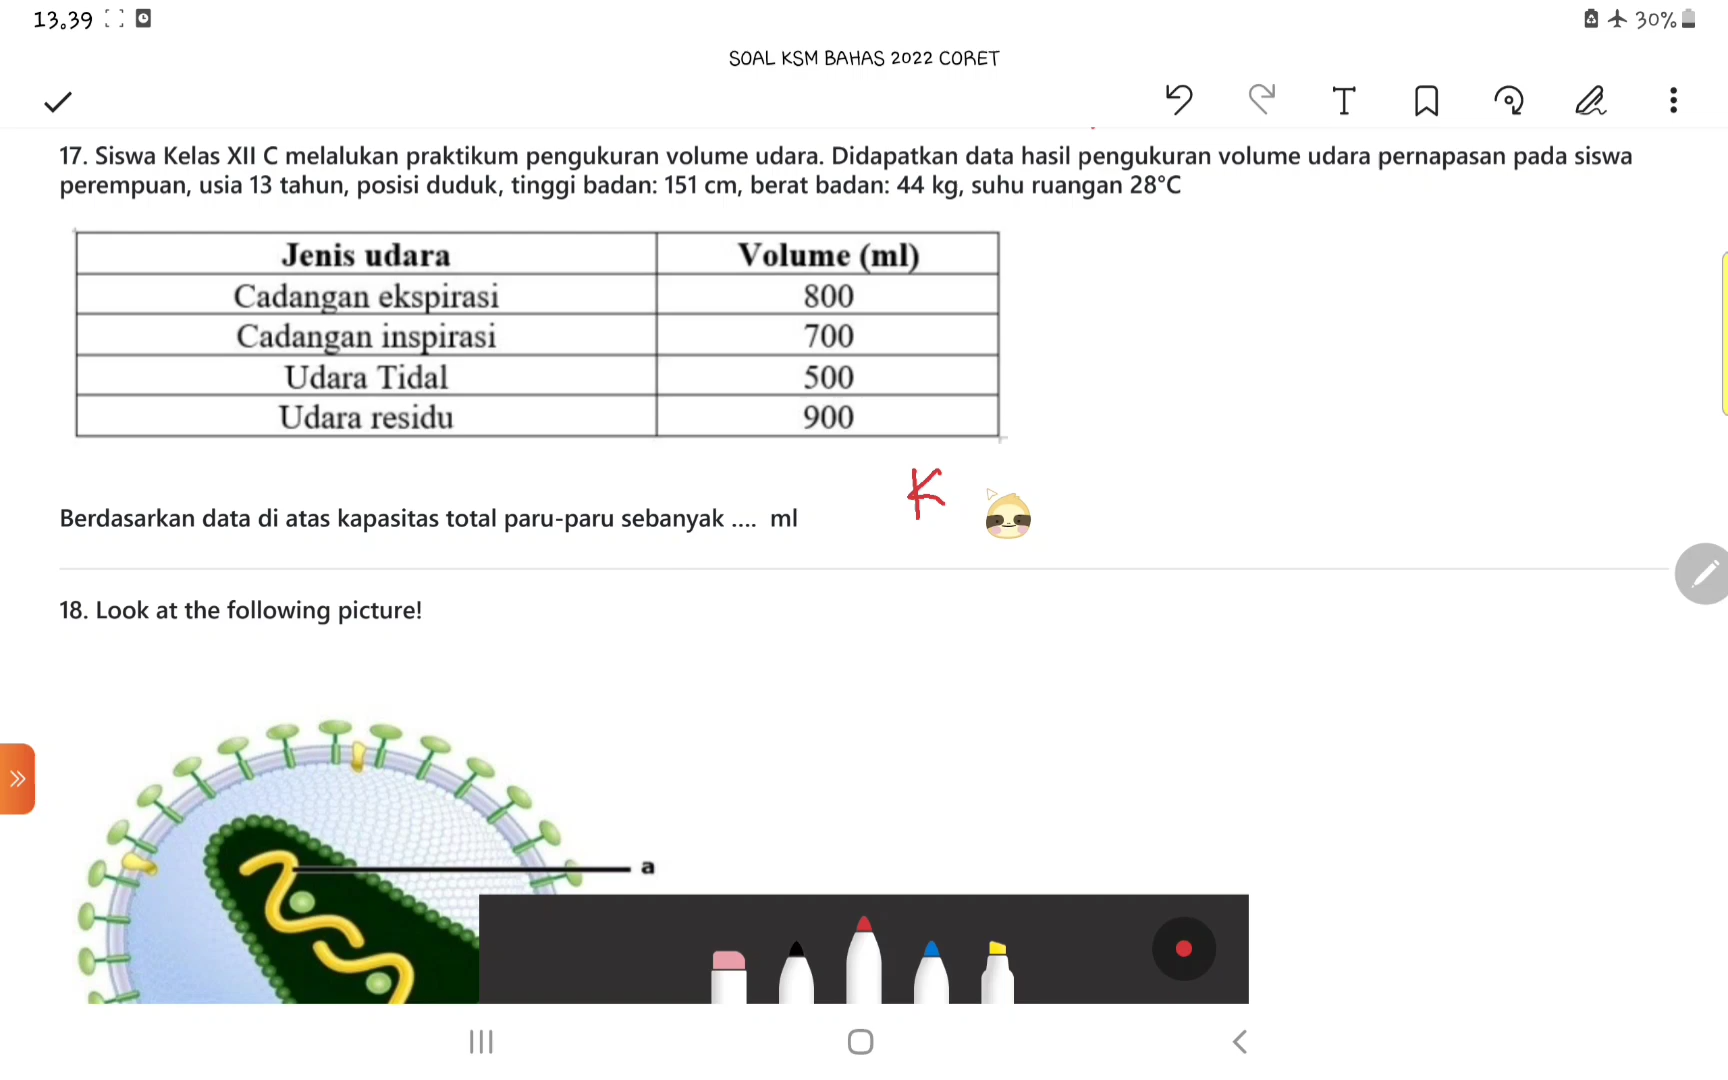 13.39
30%
SOAL KSM BAHAS 2022 CORET
T
17. Siswa Kelas XII C melalukan praktikum pengukuran volume udara. Didapatkan data hasil pengukuran volume udara pernapasan pada siswa
perempuan, usia 13 tahun, posisi duduk, tinggi badan: 151 cm, berat badan: 44 kg, suhu ruangan 28°C
Jenis udara Volume (ml)
Cadangan ekspirasi 800
Cadangan inspirasi 700
Udara Tidal 500
Udara residu 900
K
Berdasarkan data di atas kapasitas total paru-paru sebanyak .... ml
18. Look at the following picture!
a